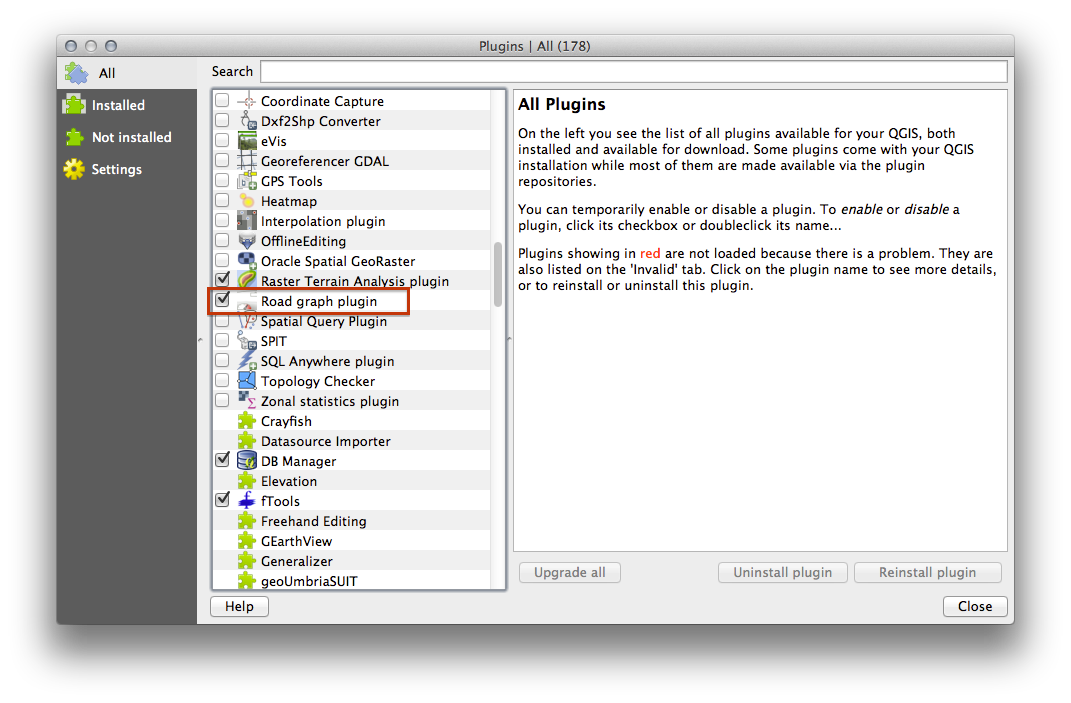 Plugins | All (178)
All
Installed
Not installed
Settings
Search
Coordinate Capture
Dxf2Shp Converter
eVis
Georeferencer GDAL
GPS Tools
Heatmap
Interpolation plugin
OfflineEditing
Oracle Spatial GeoRaster
Raster Terrain Analysis plugin
Road graph plugin
Spatial Query Plugin
SPIT
SQL Anywhere plugin
Topology Checker
Zonal statistics plugin
Crayfish
Datasource Importer
DB Manager
Elevation
fTools
Freehand Editing
GEarthView
Generalizer
geoUmbriaSUIT
All Plugins
On the left you see the list of all plugins available for your QGIS, both
installed and available for download. Some plugins come with your QGIS
installation while most of them are made available via the plugin
repositories.
You can temporarily enable or disable a plugin. To enable or disable a
plugin, click its checkbox or doubleclick its name...
Plugins showing in red are not loaded because there is a problem. They are
also listed on the 'Invalid' tab. Click on the plugin name to see more details,
or to reinstall or uninstall this plugin.
Upgrade all
Uninstall plugin
Reinstall plugin
Help
Close